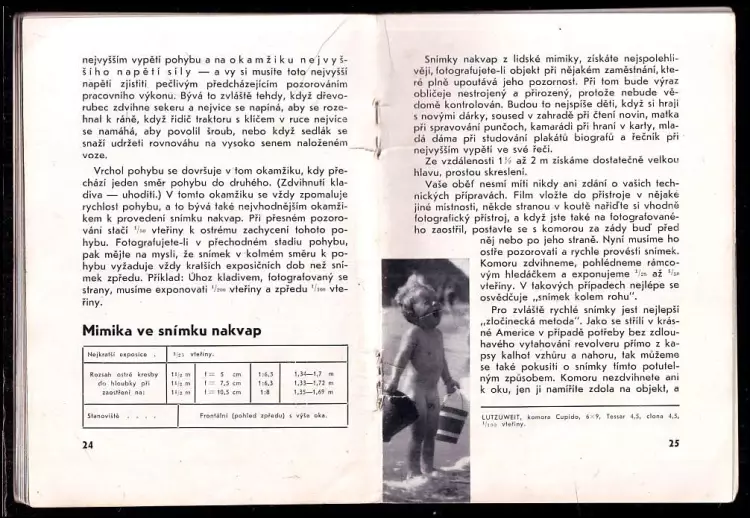 nejvyšším vypětí pohybu a na okamžiku nejvyš-
šího napětí síly — a vy si musíte toto nejvyšší
napětí zjistiti pečlivým předcházejícím pozorováním
pracovního výkonu. Bývá to zvláště tehdy, když dřevo-
rubec zdvihne sekeru a nejvíce se napíná, aby se roze-
hnal k ráně, když řidič traktoru s klíčem v ruce nejvíce
se namáhá, aby povolil šroub, nebo když sedlák se
snaží udržeti rovnováhu na vysoko senem naloženém
voze.
Vrchol pohybu se dovršuje v tom okamžiku, kdy pře-
chází jeden směr pohybu do druhého. (Zdvihnutí kla-
diva — uhoditi.) V tomto okamžiku se vždy zpomaluje
rychlost pohybu, a to bývá také nejvhodnějším okamži-
kem k provedení snímku nakvap. Při přesném pozoro-
vání stačí 1/50 vteřiny k ostrému zachycení tohoto po-
hybu. Fotografujete-li v přechodném stadiu pohybu,
pak mějte na mysli, že snímek v kolmém směru k po-
hybu vyžaduje vždy kratších exposičních dob než sní-
mek zpředu. Příklad: Úhoz kladivem, fotografovaný se
strany, musíme exponovati 1/200 vteřiny a zpředu 1/100 vte-
řiny.
Mimika ve snímku nakvap
Nejkratší exposice . 1/25 vteřiny.
Rozsah ostré kresby 1 1/2 m f = 5 cm 1:6,3 1,34—1,7 m
do hloubky při 1 1/2 m f = 7,5 cm 1:6,3 1,33—1,72 m
zaostření na: 1 1/2 m f = 10,5 cm 1:8 1,35—1,69 m
Stanoviště . . . . Frontální (pohled zpředu) s výše oka.
24
Snímky nakvap z lidské mimiky, získáte nejspolehli-
věji, fotografujete-li objekt při nějakém zaměstnání, kte-
ré plně upoutává jeho pozornost. Při tom bude výraz
obličeje nestrojený a přirozený, protože nebude vě-
domě kontrolován. Budou to nejspíše děti, když si hrají
s novými dárky, soused v zahradě při čtení novin, matka
při spravování punčoch, kamarádi při hraní v karty, mla-
dá dáma při studování plakátů biografů a řečník při
nejvyšším vypětí ve své řeči.
Ze vzdálenosti 1 1/2 až 2 m získáme dostatečně velkou
hlavu, prostou skreslení.
Vaše oběť nesmí míti nikdy ani zdání o vašich tech-
nických přípravách. Film vložte do přístroje v nějaké
jiné místnosti, někde stranou v koutě nařiďte si vhodně
fotografický přístroj, a když jste také na fotografované-
ho zaostřil, postavte se s komorou za zády buď před
něj nebo po jeho straně. Nyní musíme ho
ostře pozorovati a rychle provésti snímek.
Komoru zdvihneme, pohlédneme rámco-
vým hledáčkem a exponujeme 1/25 až 1/50
vteřiny. V takových případech nejlépe se
osvědčuje „snímek kolem rohu".
Pro zvláště rychlé snímky jest nejlepší
„zločinecká metoda". Jako se střílí v krás-
né Americe v případě potřeby bez zdlou-
havého vytahování revolveru přímo z ka-
psy kalhot vzhůru a nahoru, tak můžeme
se také pokusiti o snímky tímto potutel-
ným způsobem. Komoru nezdvihnete ani
k oku, jen ji namíříte zdola na objekt, a
LUTZUWEIT, komora Cupido, 6×9, Tessar 4,5, clona 4,5,
1/100 vteřiny.
25